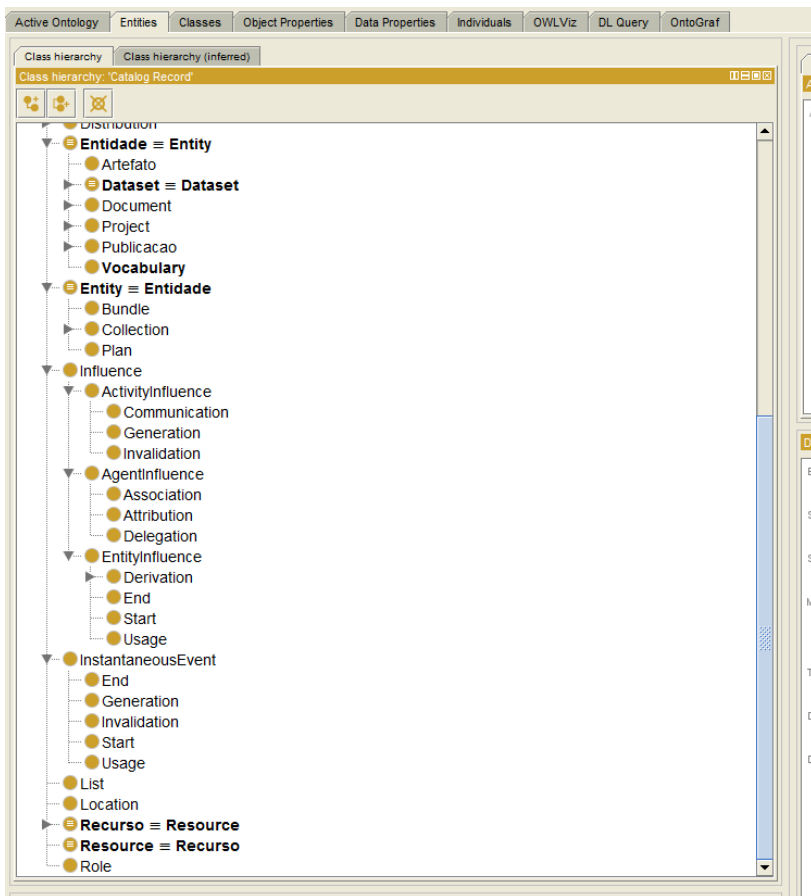 Active Ontology Entities Classes Object Properties Data Properties Individuals OWLViz DL Query OntoGraf
Class hierarchy Class hierarchy (inferred)
Class hierarchy: 'Catalog Record'
Distribution
Entidade ≡ Entity
Artefato
Dataset ≡ Dataset
Document
Project
Publicacao
Vocabulary
Entity ≡ Entidade
Bundle
Collection
Plan
Influence
ActivityInfluence
Communication
Generation
Invalidation
AgentInfluence
Association
Attribution
Delegation
EntityInfluence
Derivation
End
Start
Usage
InstantaneousEvent
End
Generation
Invalidation
Start
Usage
List
Location
Recurso ≡ Resource
Resource ≡ Recurso
Role